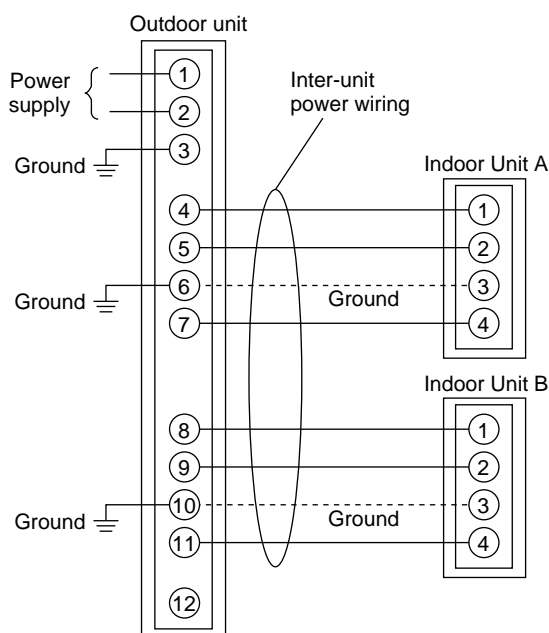 Outdoor unit
Power
supply
1
2
3
Ground
Inter-unit
power wiring
4
5
6
7
Ground
Ground
Indoor Unit A
1
2
3
4
8
9
10
11
12
Ground
Ground
Indoor Unit B
1
2
3
4